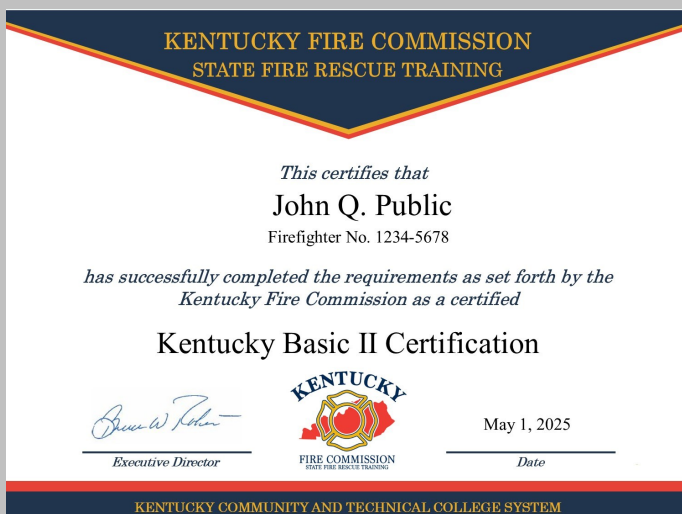 KENTUCKY FIRE COMMISSION
STATE FIRE RESCUE TRAINING
This certifies that
John Q. Public
Firefighter No. 1234-5678
has successfully completed the requirements as set forth by the
Kentucky Fire Commission as a certified
Kentucky Basic II Certification
KENTUCKY
FIRE COMMISSION
STATE FIRE RESCUE TRAINING
May 1, 2025
Executive Director
Date
KENTUCKY COMMUNITY AND TECHNICAL COLLEGE SYSTEM